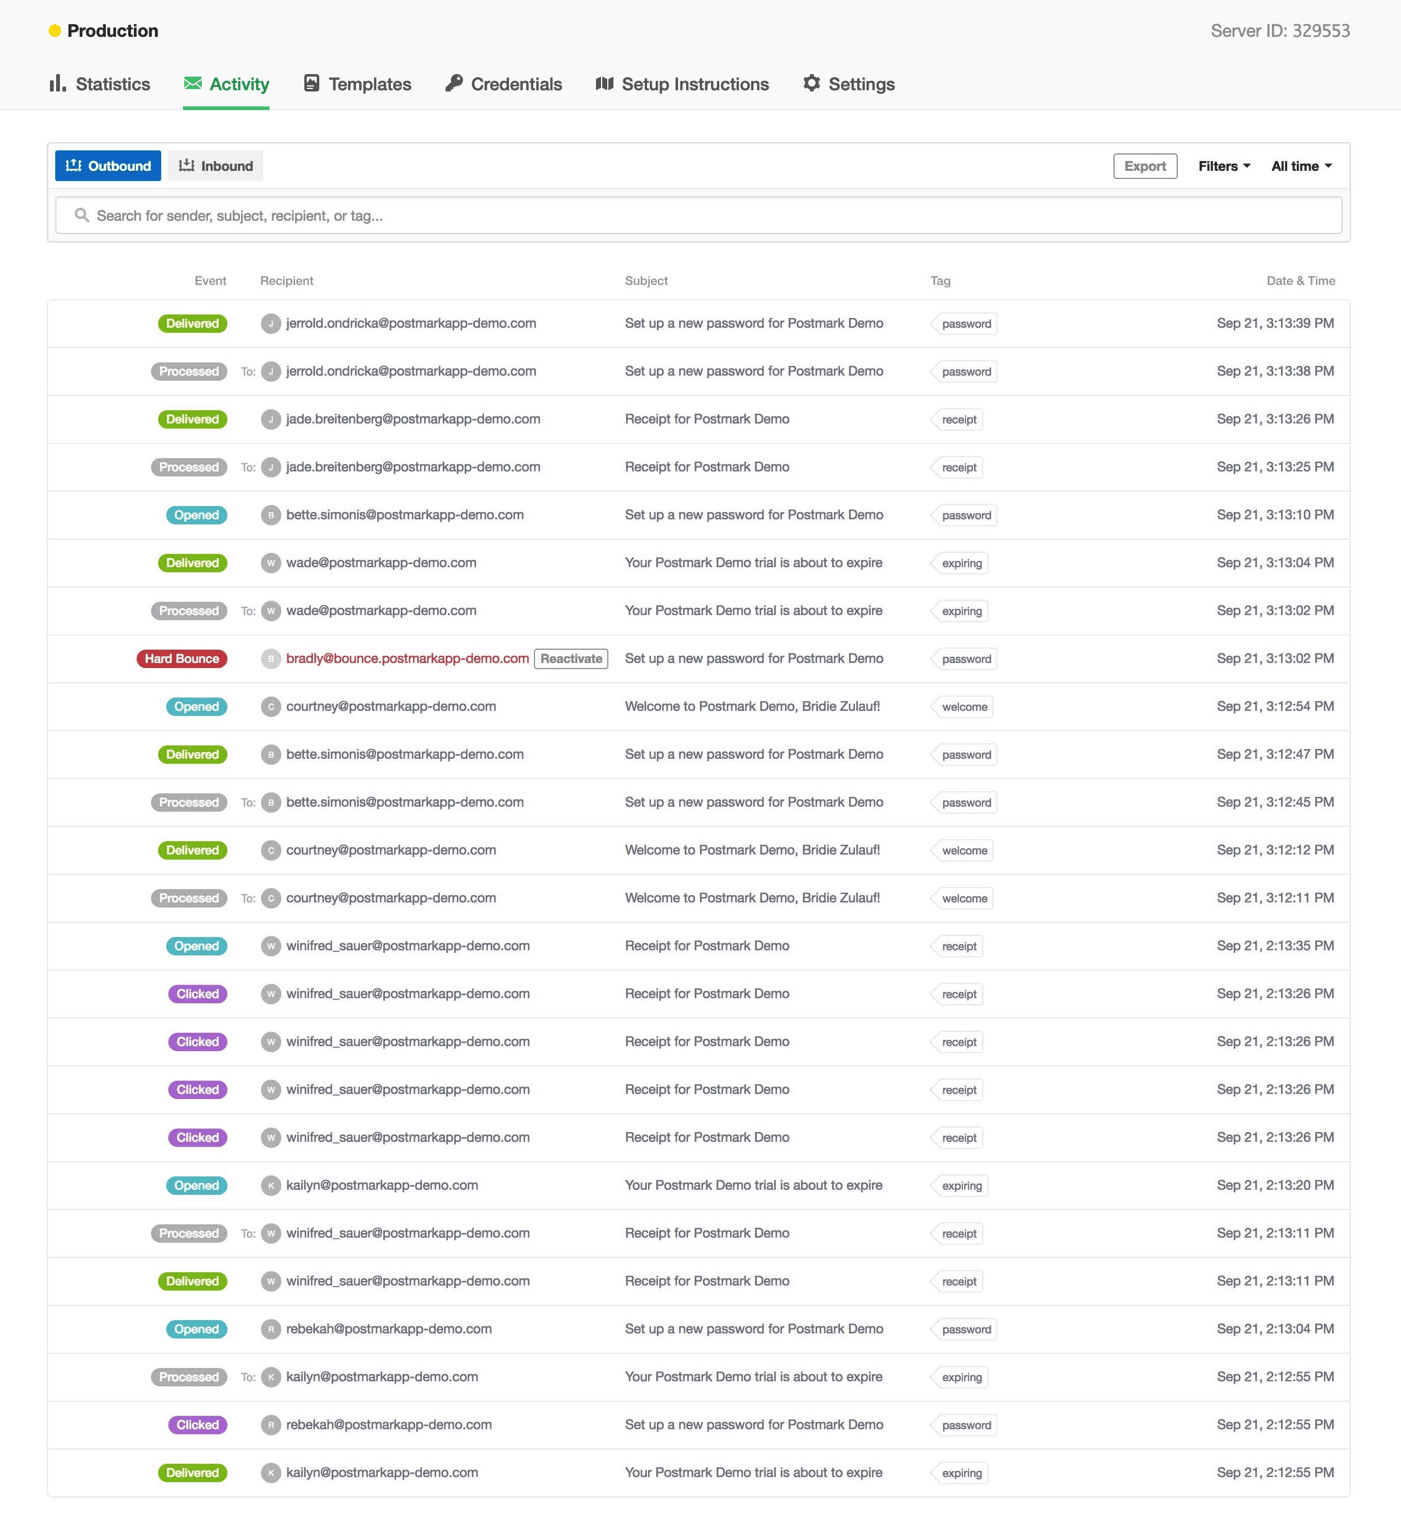 Production Server ID: 329553
Statistics Activity Templates Credentials Setup Instructions Settings
Outbound Inbound Export Filters All time
Search for sender, subject, recipient, or tag...
Event Recipient Subject Tag Date & Time
Delivered J jerrold.ondricka@postmarkapp-demo.com Set up a new password for Postmark Demo password Sep 21, 3:13:39 PM
Processed To: J jerrold.ondricka@postmarkapp-demo.com Set up a new password for Postmark Demo password Sep 21, 3:13:38 PM
Delivered J jade.breitenberg@postmarkapp-demo.com Receipt for Postmark Demo receipt Sep 21, 3:13:26 PM
Processed To: J jade.breitenberg@postmarkapp-demo.com Receipt for Postmark Demo receipt Sep 21, 3:13:25 PM
Opened B bette.simonis@postmarkapp-demo.com Set up a new password for Postmark Demo password Sep 21, 3:13:10 PM
Delivered W wade@postmarkapp-demo.com Your Postmark Demo trial is about to expire expiring Sep 21, 3:13:04 PM
Processed To: W wade@postmarkapp-demo.com Your Postmark Demo trial is about to expire expiring Sep 21, 3:13:02 PM
Hard Bounce B bradly@bounce.postmarkapp-demo.com Reactivate Set up a new password for Postmark Demo password Sep 21, 3:13:02 PM
Opened C courtney@postmarkapp-demo.com Welcome to Postmark Demo, Bridie Zulauf! welcome Sep 21, 3:12:54 PM
Delivered B bette.simonis@postmarkapp-demo.com Set up a new password for Postmark Demo password Sep 21, 3:12:47 PM
Processed To: B bette.simonis@postmarkapp-demo.com Set up a new password for Postmark Demo password Sep 21, 3:12:45 PM
Delivered C courtney@postmarkapp-demo.com Welcome to Postmark Demo, Bridie Zulauf! welcome Sep 21, 3:12:12 PM
Processed To: C courtney@postmarkapp-demo.com Welcome to Postmark Demo, Bridie Zulauf! welcome Sep 21, 3:12:11 PM
Opened W winifred_sauer@postmarkapp-demo.com Receipt for Postmark Demo receipt Sep 21, 2:13:35 PM
Clicked W winifred_sauer@postmarkapp-demo.com Receipt for Postmark Demo receipt Sep 21, 2:13:26 PM
Clicked W winifred_sauer@postmarkapp-demo.com Receipt for Postmark Demo receipt Sep 21, 2:13:26 PM
Clicked W winifred_sauer@postmarkapp-demo.com Receipt for Postmark Demo receipt Sep 21, 2:13:26 PM
Clicked W winifred_sauer@postmarkapp-demo.com Receipt for Postmark Demo receipt Sep 21, 2:13:26 PM
Opened K kailyn@postmarkapp-demo.com Your Postmark Demo trial is about to expire expiring Sep 21, 2:13:20 PM
Processed To: W winifred_sauer@postmarkapp-demo.com Receipt for Postmark Demo receipt Sep 21, 2:13:11 PM
Delivered W winifred_sauer@postmarkapp-demo.com Receipt for Postmark Demo receipt Sep 21, 2:13:11 PM
Opened R rebekah@postmarkapp-demo.com Set up a new password for Postmark Demo password Sep 21, 2:13:04 PM
Processed To: K kailyn@postmarkapp-demo.com Your Postmark Demo trial is about to expire expiring Sep 21, 2:12:55 PM
Clicked R rebekah@postmarkapp-demo.com Set up a new password for Postmark Demo password Sep 21, 2:12:55 PM
Delivered K kailyn@postmarkapp-demo.com Your Postmark Demo trial is about to expire expiring Sep 21, 2:12:55 PM